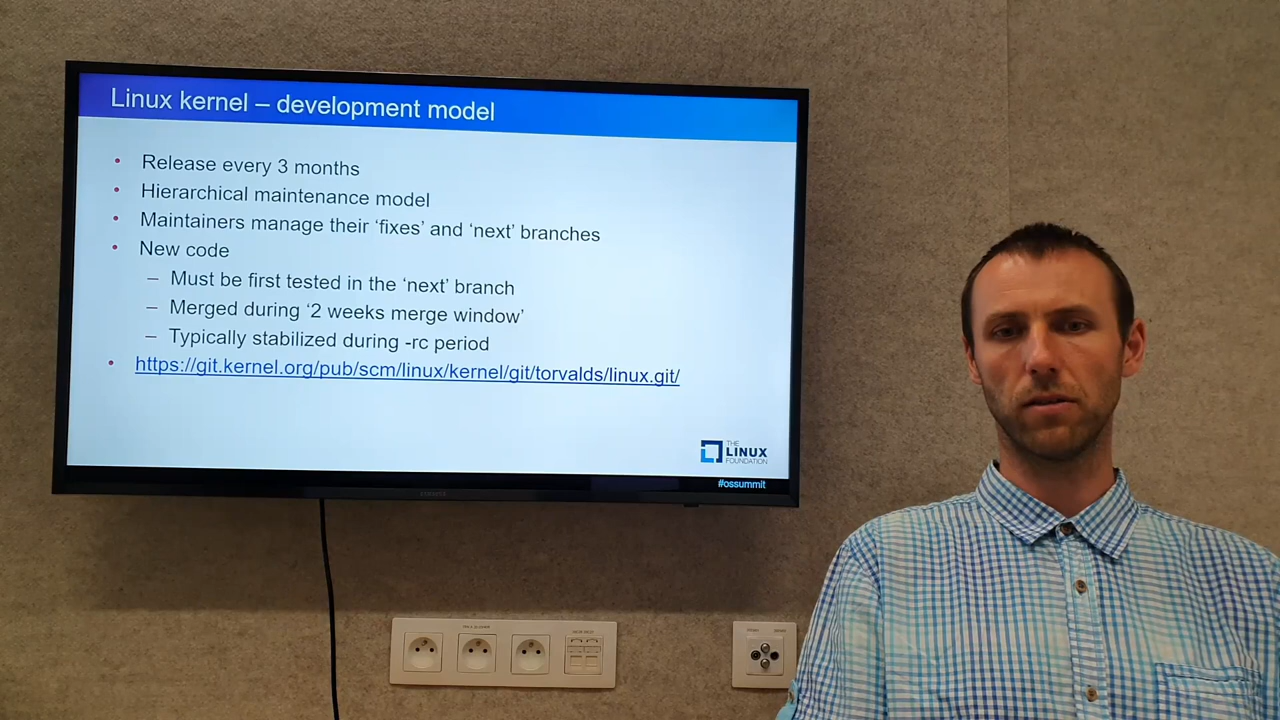 Linux kernel – development model
• Release every 3 months
• Hierarchical maintenance model
• Maintainers manage their ‘fixes’ and ‘next’ branches
• New code
– Must be first tested in the ‘next’ branch
– Merged during ‘2 weeks merge window’
– Typically stabilized during -rc period
• https://git.kernel.org/pub/scm/linux/kernel/git/torvalds/linux.git/
THE
LINUX
FOUNDATION
#ossummit
SAMSUNG